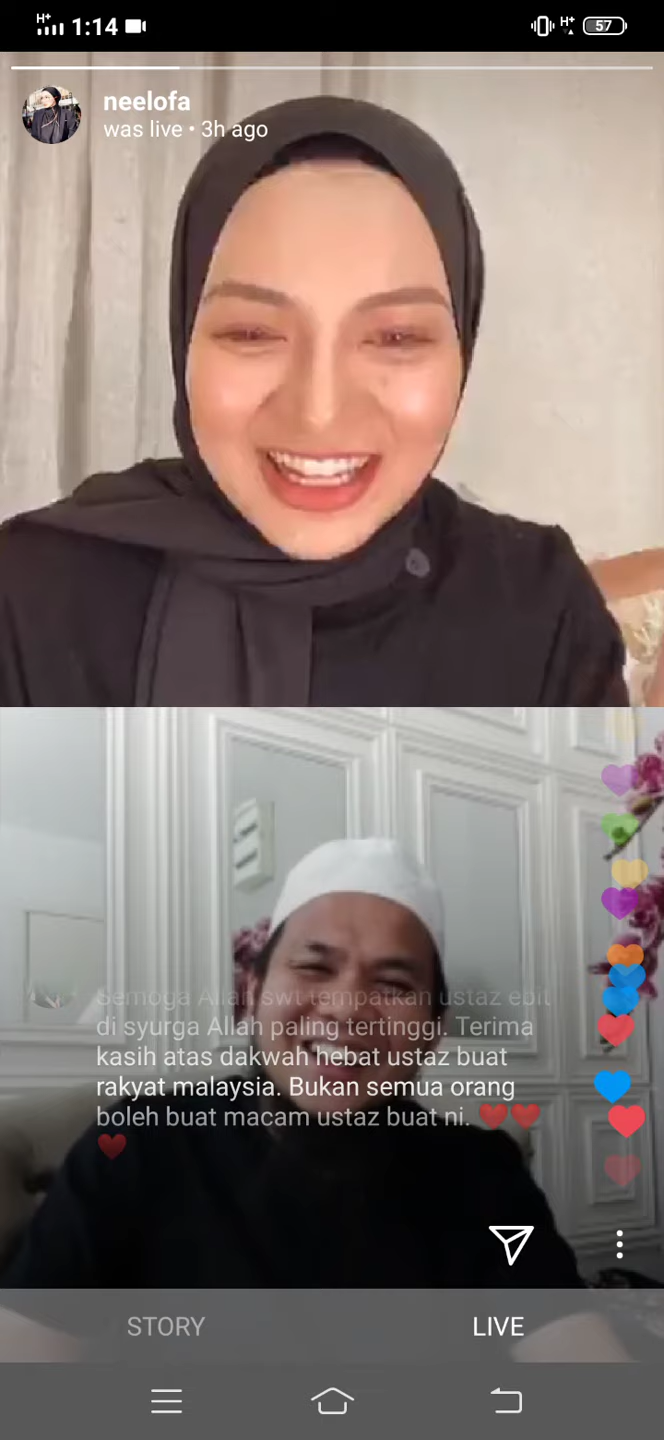 H+ 1:14 H+ 57
neelofa
was live • 3h ago
Semoga Allah swt tempatkan ustaz ebit
di syurga Allah paling tertinggi. Terima
kasih atas dakwah hebat ustaz buat
rakyat malaysia. Bukan semua orang
boleh buat macam ustaz buat ni. ❤️❤️
❤️
STORY LIVE